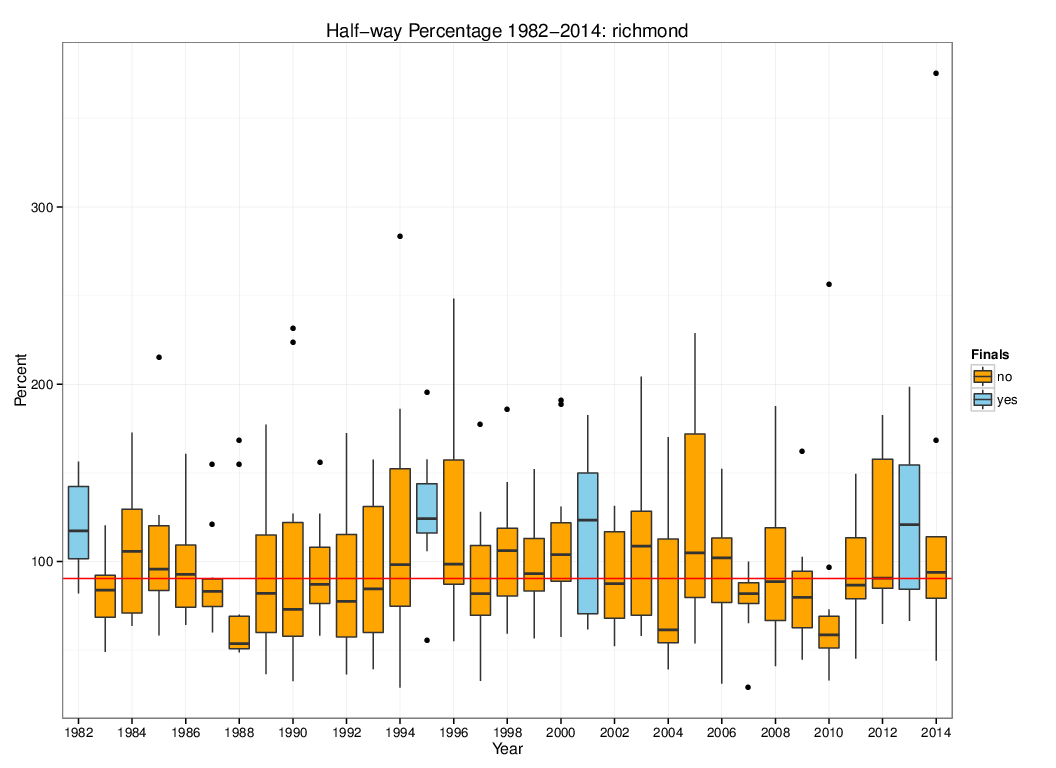 Half−way Percentage 1982−2014: richmond
300
200
100
Percent
1982 1984 1986 1988 1990 1992 1994 1996 1998 2000 2002 2004 2006 2008 2010 2012 2014
Year
Finals
no
yes